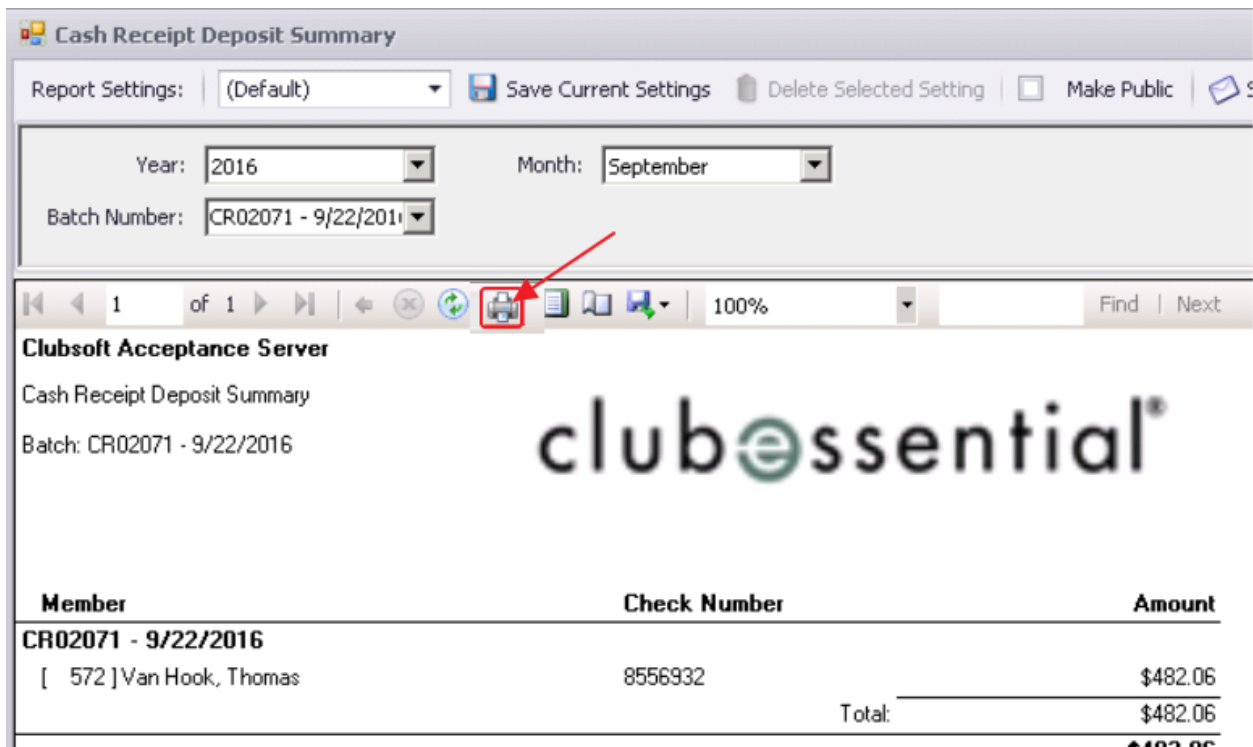 Cash Receipt Deposit Summary
Report Settings: (Default) Save Current Settings Delete Selected Setting Make Public
Year: 2016 Month: September
Batch Number: CR02071 - 9/22/201
1 of 1 100% Find | Next
Clubsoft Acceptance Server
Cash Receipt Deposit Summary
Batch: CR02071 - 9/22/2016
clubessential®
Member Check Number Amount
CR02071 - 9/22/2016
[ 572 ] Van Hook, Thomas 8556932 $482.06
Total: $482.06